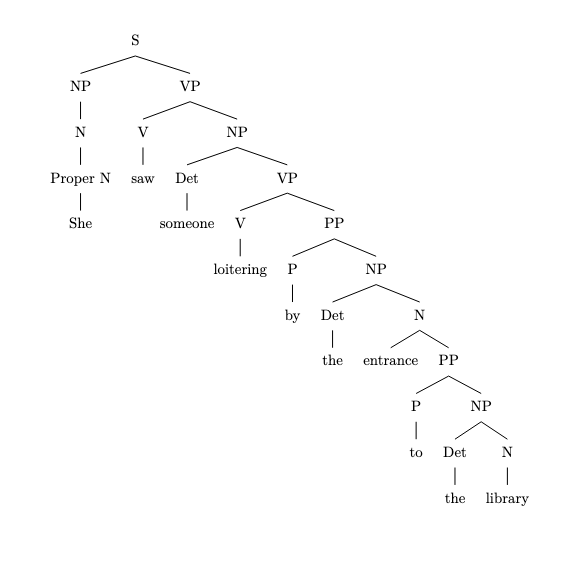 S
NP VP
N V NP
Proper N saw Det VP
She someone V PP
loitering P NP
by Det N
the entrance PP
P NP
to Det N
the library